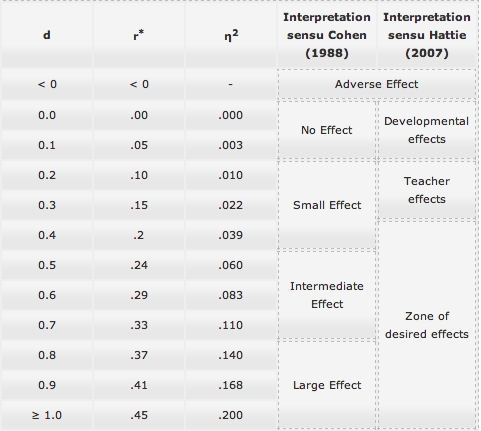 d r* η2 Interpretation sensu Cohen (1988) Interpretation sensu Hattie (2007)
< 0 < 0 - Adverse Effect
0.0 .00 .000 No Effect Developmental effects
0.1 .05 .003
0.2 .10 .010 Small Effect Teacher effects
0.3 .15 .022
0.4 .2 .039 Zone of desired effects
0.5 .24 .060 Intermediate Effect
0.6 .29 .083
0.7 .33 .110
0.8 .37 .140 Large Effect
0.9 .41 .168
≥ 1.0 .45 .200